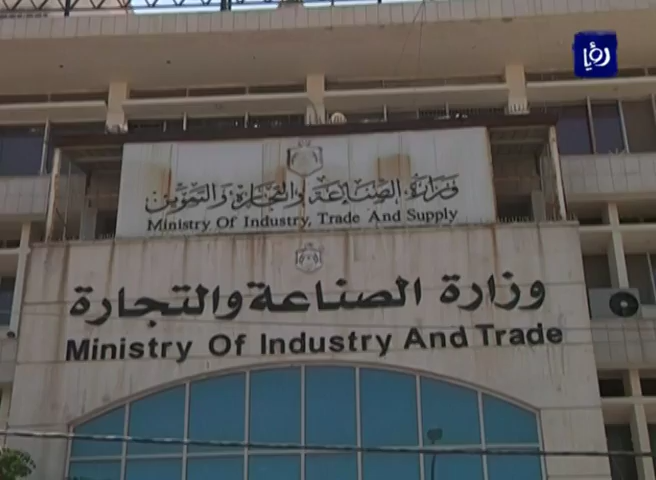 رؤيا
وزارة الصناعة والتجارة والتموين
Ministry Of Industry, Trade And Supply
وزارة الصناعة والتجارة
Ministry Of Industry And Trade